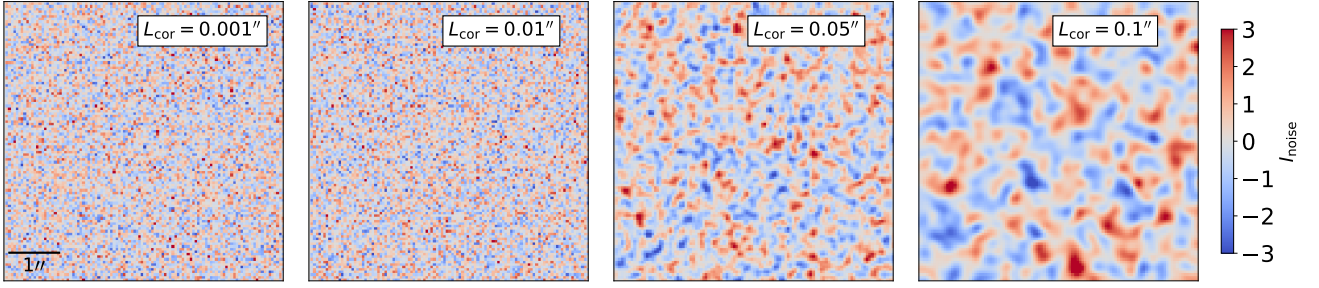 L_cor = 0.001″
L_cor = 0.01″
L_cor = 0.05″
L_cor = 0.1″
1″
3
2
1
0
−1
−2
−3
I_noise